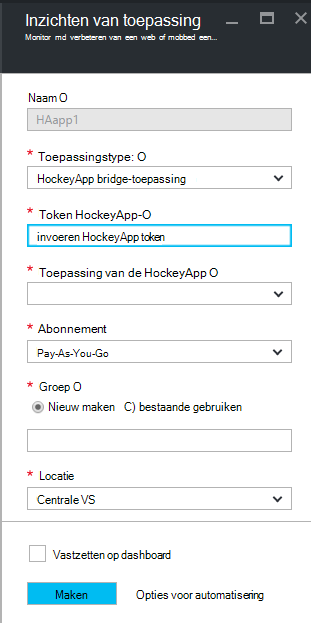 Inzichten van toepassing
Monitor md verbeteren van een web of mobbed een...
Naam O
HAapp1
* Toepassingstype: O
HockeyApp bridge-toepassing
* Token HockeyApp-O
invoeren HockeyApp token
* Toepassing van de HockeyApp O
* Abonnement
Pay-As-You-Go
* Groep O
Nieuw maken C) bestaande gebruiken
* Locatie
Centrale VS
Vastzetten op dashboard
Maken Opties voor automatisering